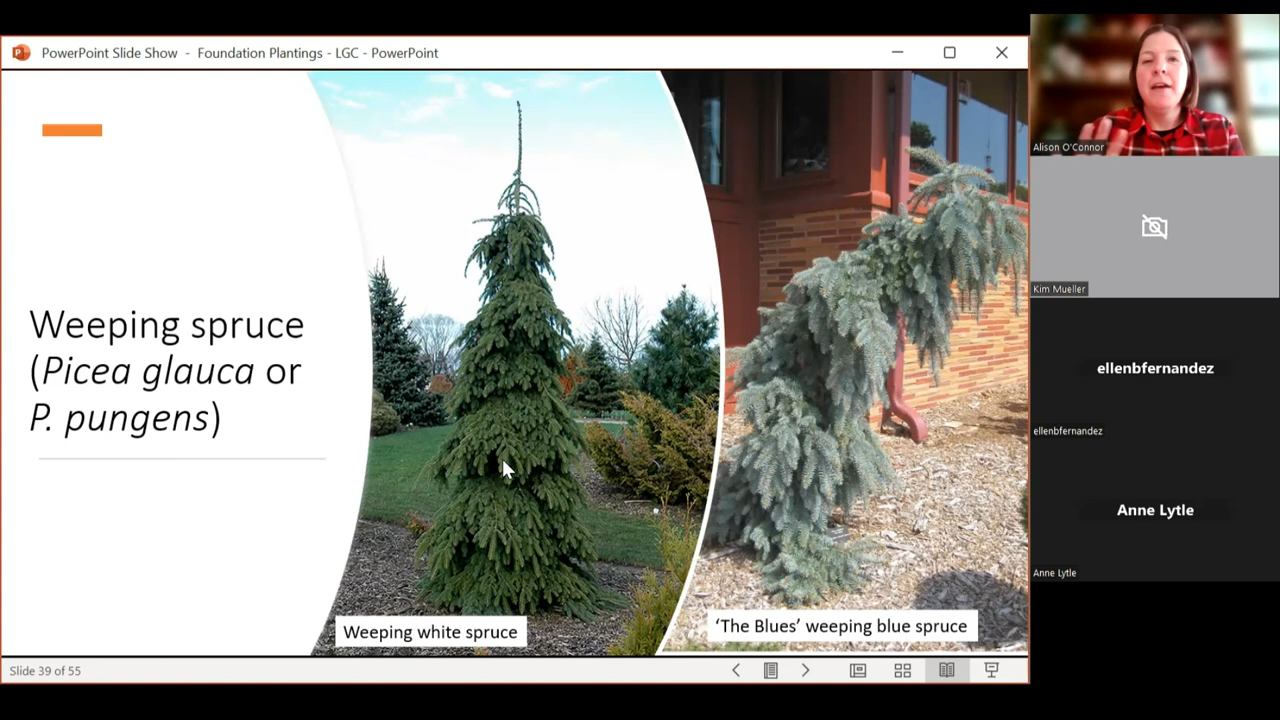 PowerPoint Slide Show - Foundation Plantings - LGC - PowerPoint
Weeping spruce
(Picea glauca or
P. pungens)
Weeping white spruce
‘The Blues’ weeping blue spruce
Slide 39 of 55
Alison O'Connor
Kim Mueller
ellenbfernandez
ellenbfernandez
Anne Lytle
Anne Lytle